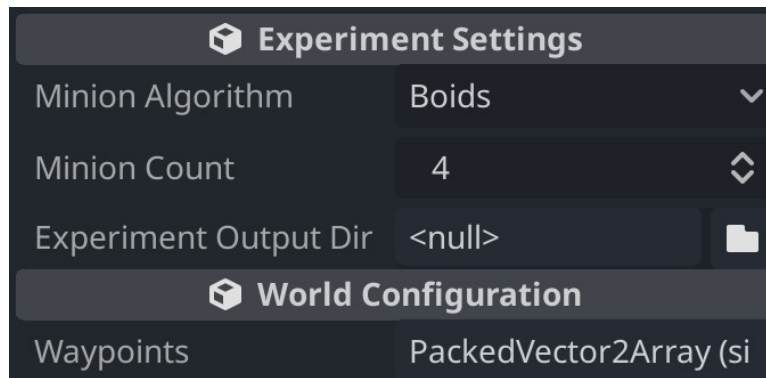 Experiment Settings
Minion Algorithm Boids
Minion Count 4
Experiment Output Dir <null>
World Configuration
Waypoints PackedVector2Array (si